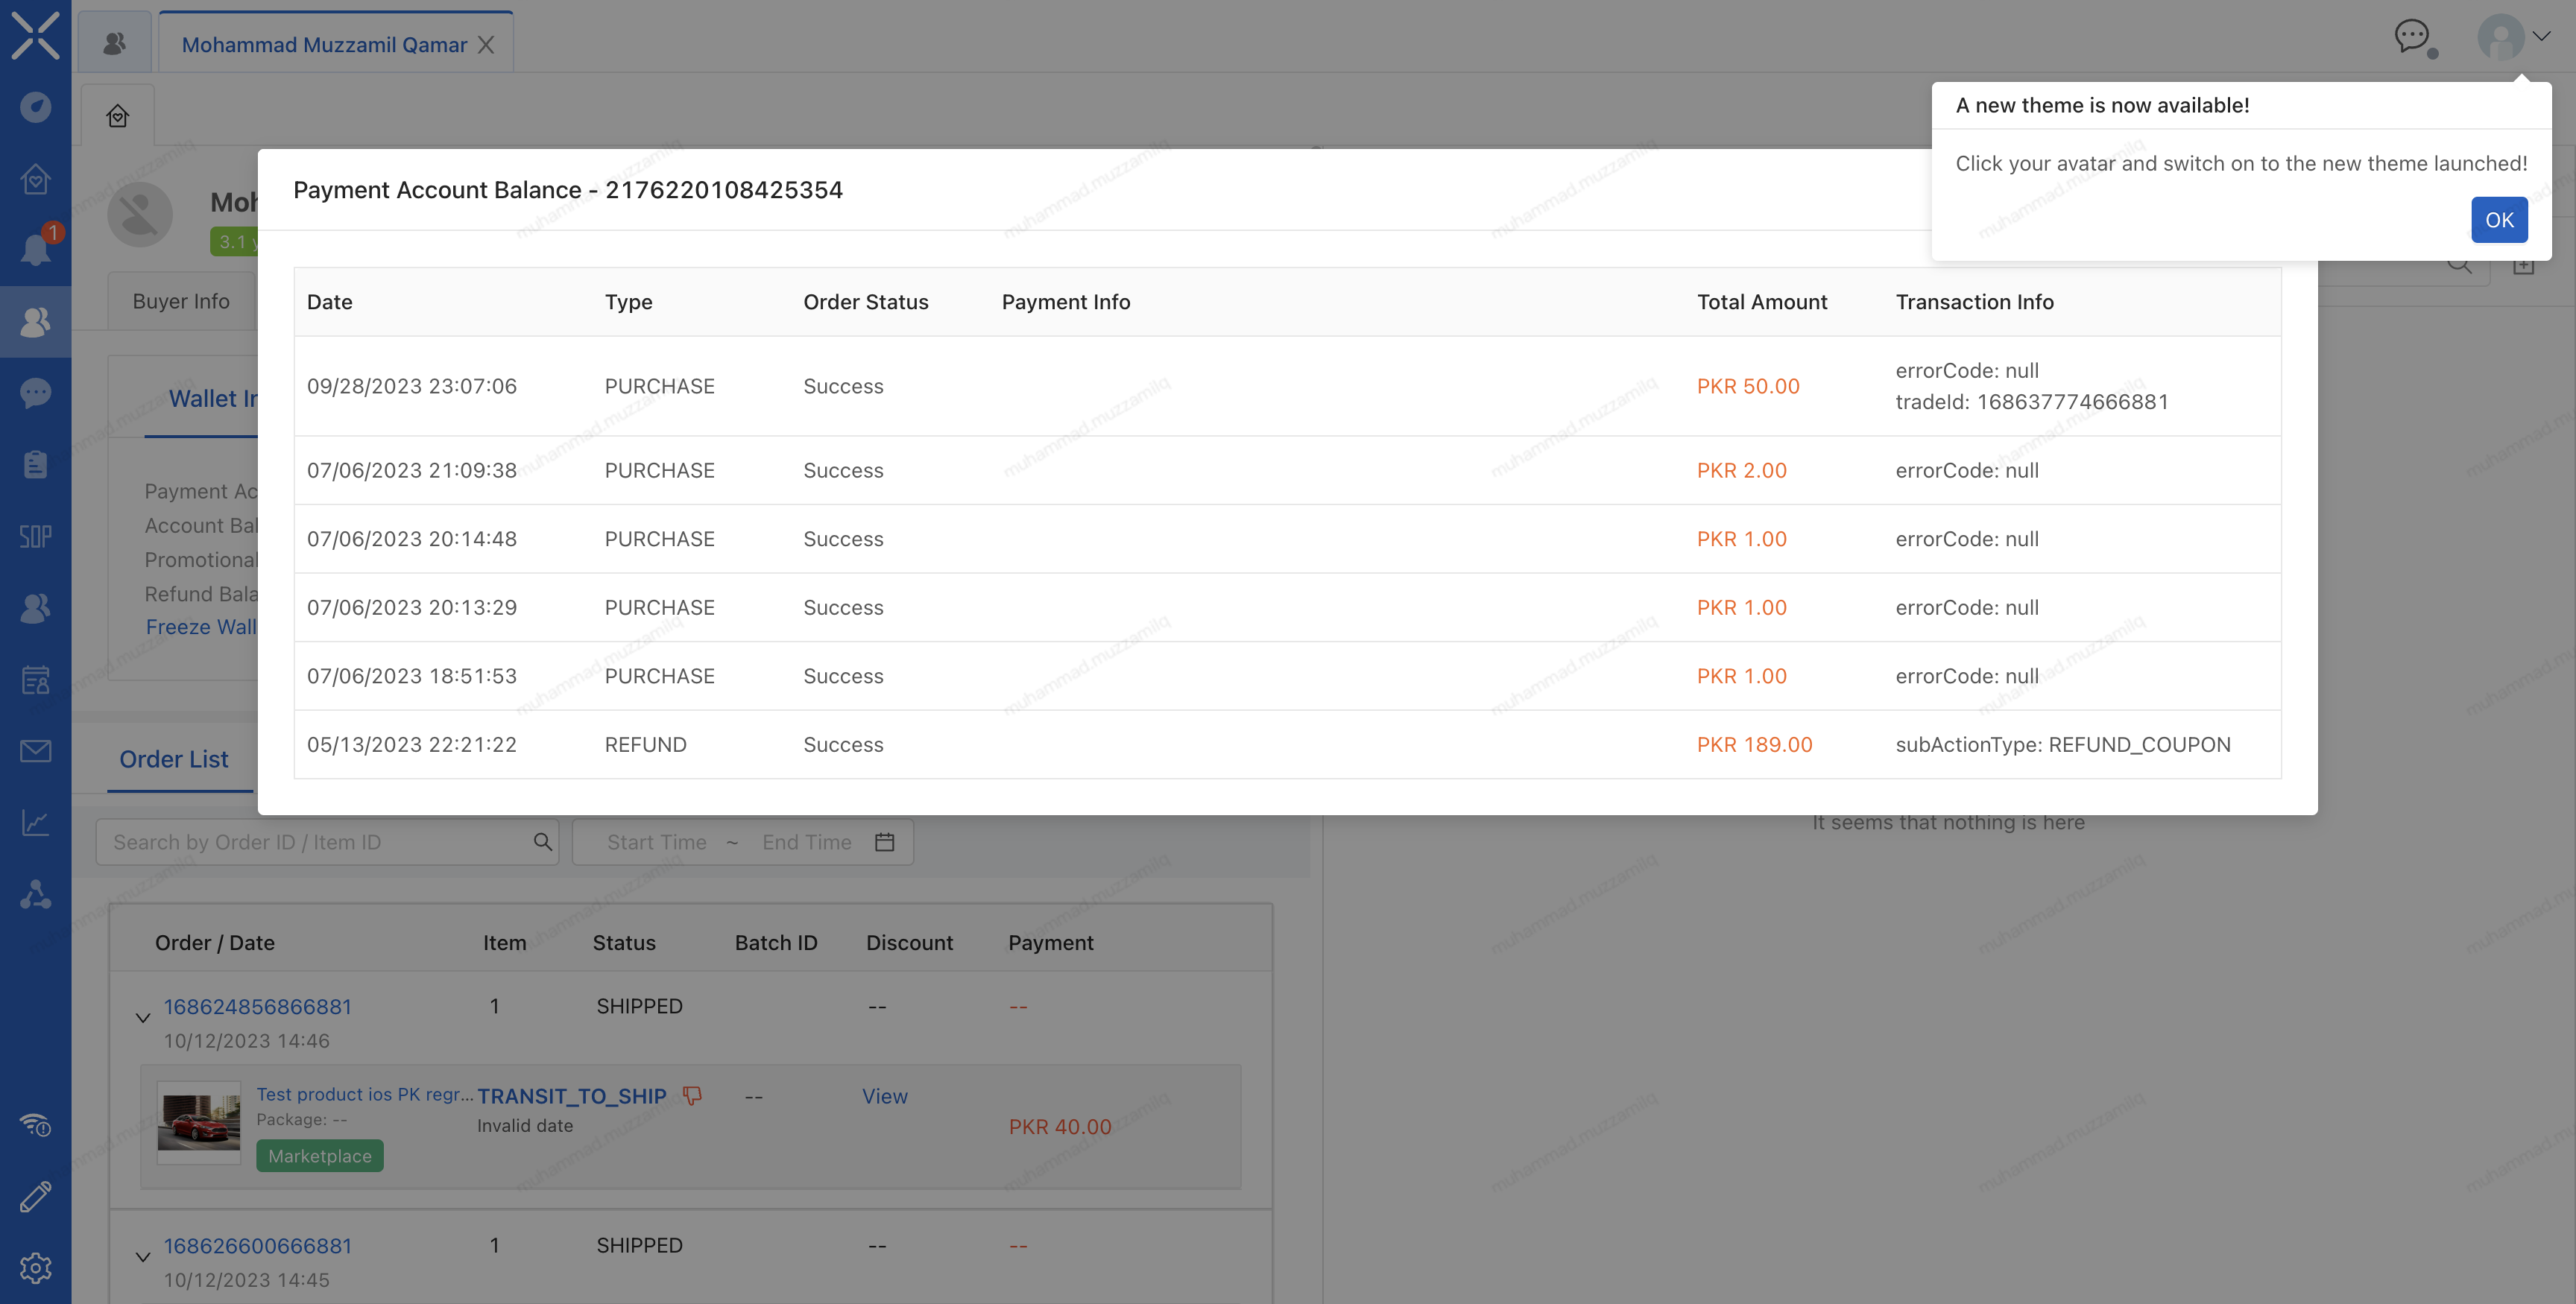 Mohammad Muzzamil Qamar
A new theme is now available!
Click your avatar and switch on to the new theme launched!
OK
1
Moh
3.1 y
Buyer Info
Wallet In
Payment Ac
Account Bal
Promotional
Refund Bala
Freeze Wall
Payment Account Balance - 2176220108425354
Date Type Order Status Payment Info Total Amount Transaction Info
09/28/2023 23:07:06 PURCHASE Success PKR 50.00 errorCode: null
tradeId: 168637774666881
07/06/2023 21:09:38 PURCHASE Success PKR 2.00 errorCode: null
07/06/2023 20:14:48 PURCHASE Success PKR 1.00 errorCode: null
07/06/2023 20:13:29 PURCHASE Success PKR 1.00 errorCode: null
07/06/2023 18:51:53 PURCHASE Success PKR 1.00 errorCode: null
05/13/2023 22:21:22 REFUND Success PKR 189.00 subActionType: REFUND_COUPON
SOP
Order List
It seems that nothing is here
Search by Order ID / Item ID
Start Time ~ End Time
Order / Date Item Status Batch ID Discount Payment
168624856866881 1 SHIPPED -- --
10/12/2023 14:46
Test product ios PK regr... TRANSIT_TO_SHIP -- View
Package: -- Invalid date PKR 40.00
Marketplace
168626600666881 1 SHIPPED -- --
10/12/2023 14:45
muhammad.muzzamilq